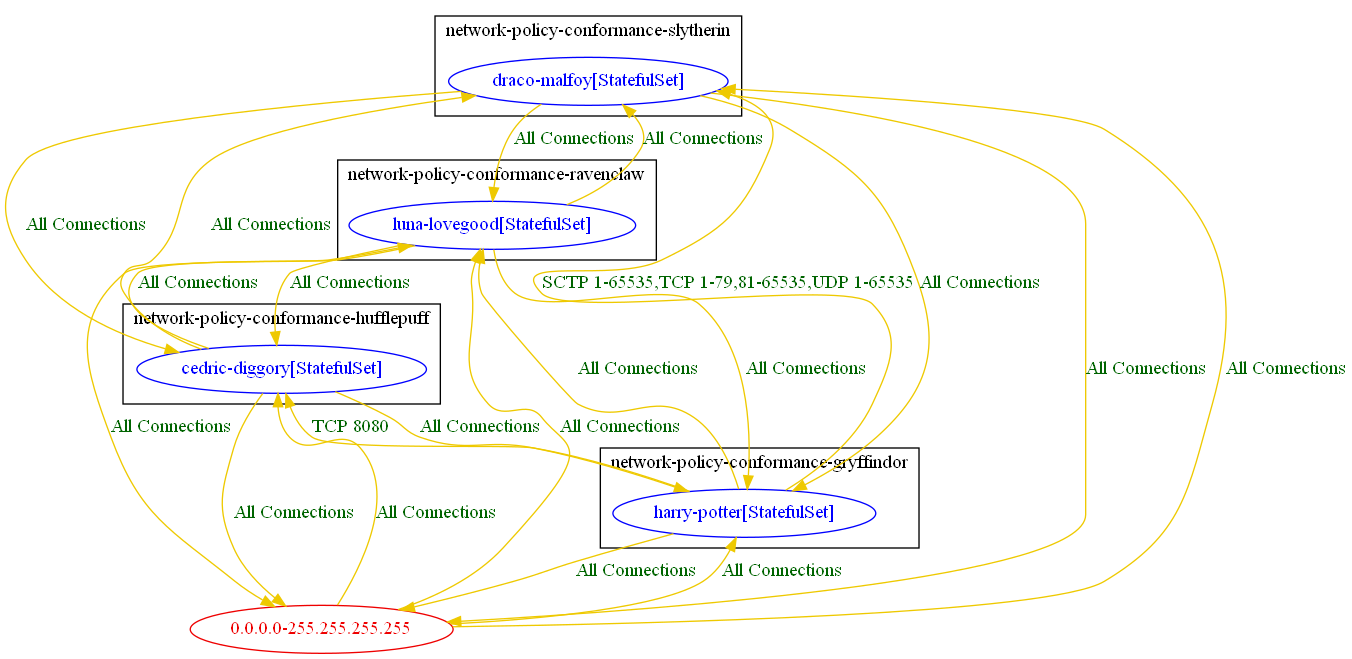 network-policy-conformance-slytherin
draco-malfoy[StatefulSet]
All Connections
All Connections
network-policy-conformance-ravenclaw
luna-lovegood[StatefulSet]
All Connections
All Connections
All Connections
All Connections
SCTP 1-65535,TCP 1-79,81-65535,UDP 1-65535
All Connections
network-policy-conformance-hufflepuff
cedric-diggory[StatefulSet]
All Connections
All Connections
All Connections
All Connections
All Connections
TCP 8080
All Connections
All Connections
network-policy-conformance-gryffindor
harry-potter[StatefulSet]
All Connections
All Connections
All Connections
All Connections
0.0.0.0-255.255.255.255